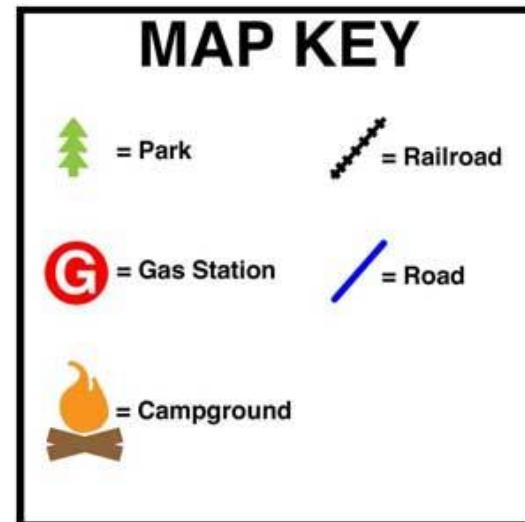 MAP KEY
= Park
= Railroad
G = Gas Station
= Road
= Campground